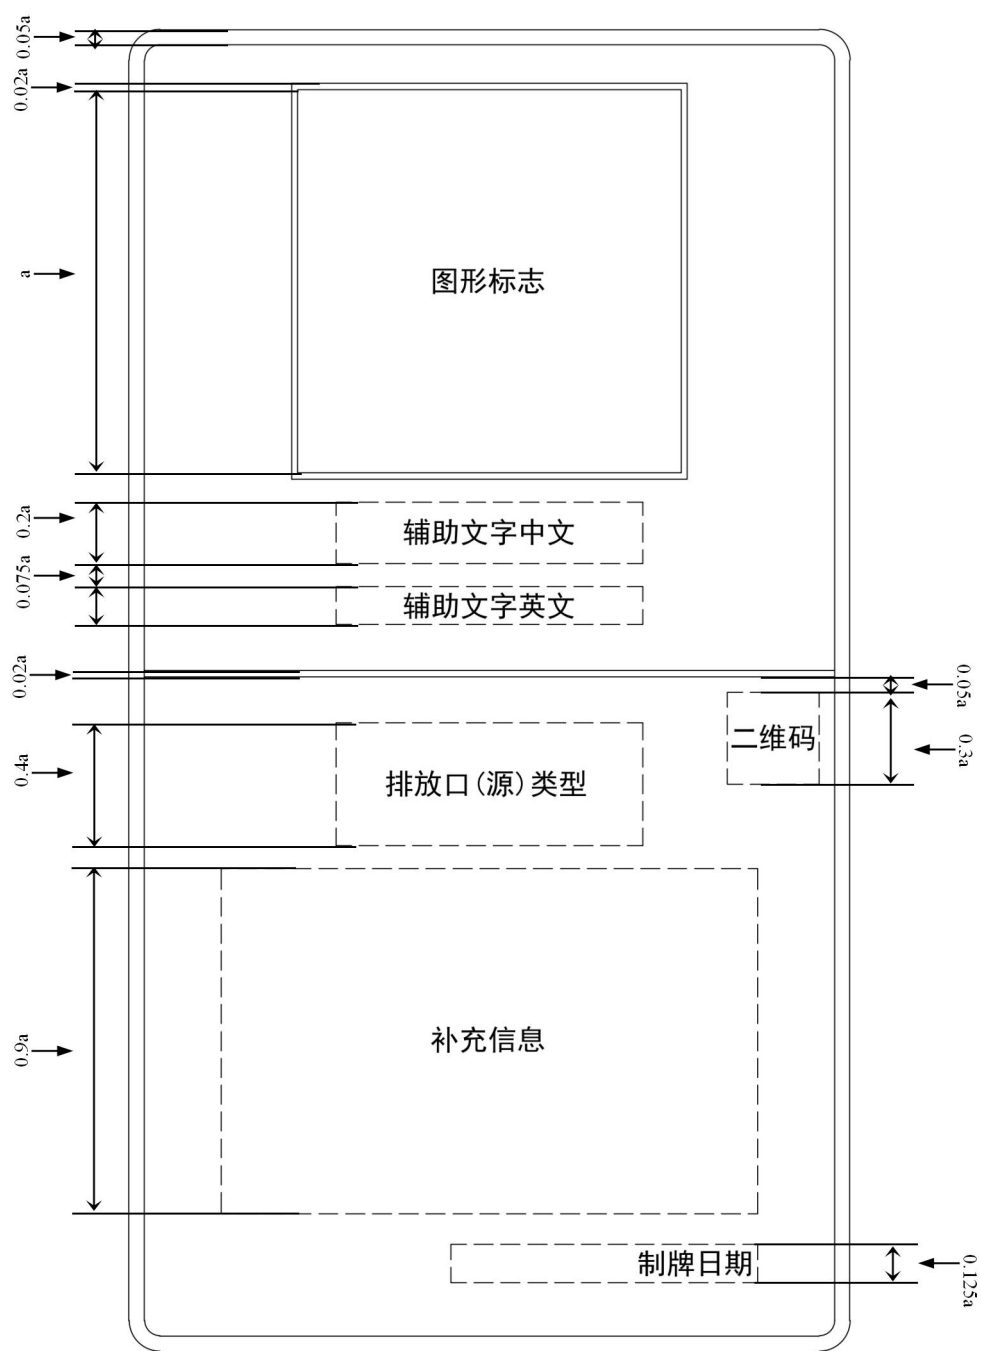 0.05a
0.02a
a
图形标志
0.2a
辅助文字中文
0.075a
辅助文字英文
0.02a
0.05a
二维码
0.3a
0.4a
排放口(源)类型
0.9a
补充信息
制牌日期
0.125a